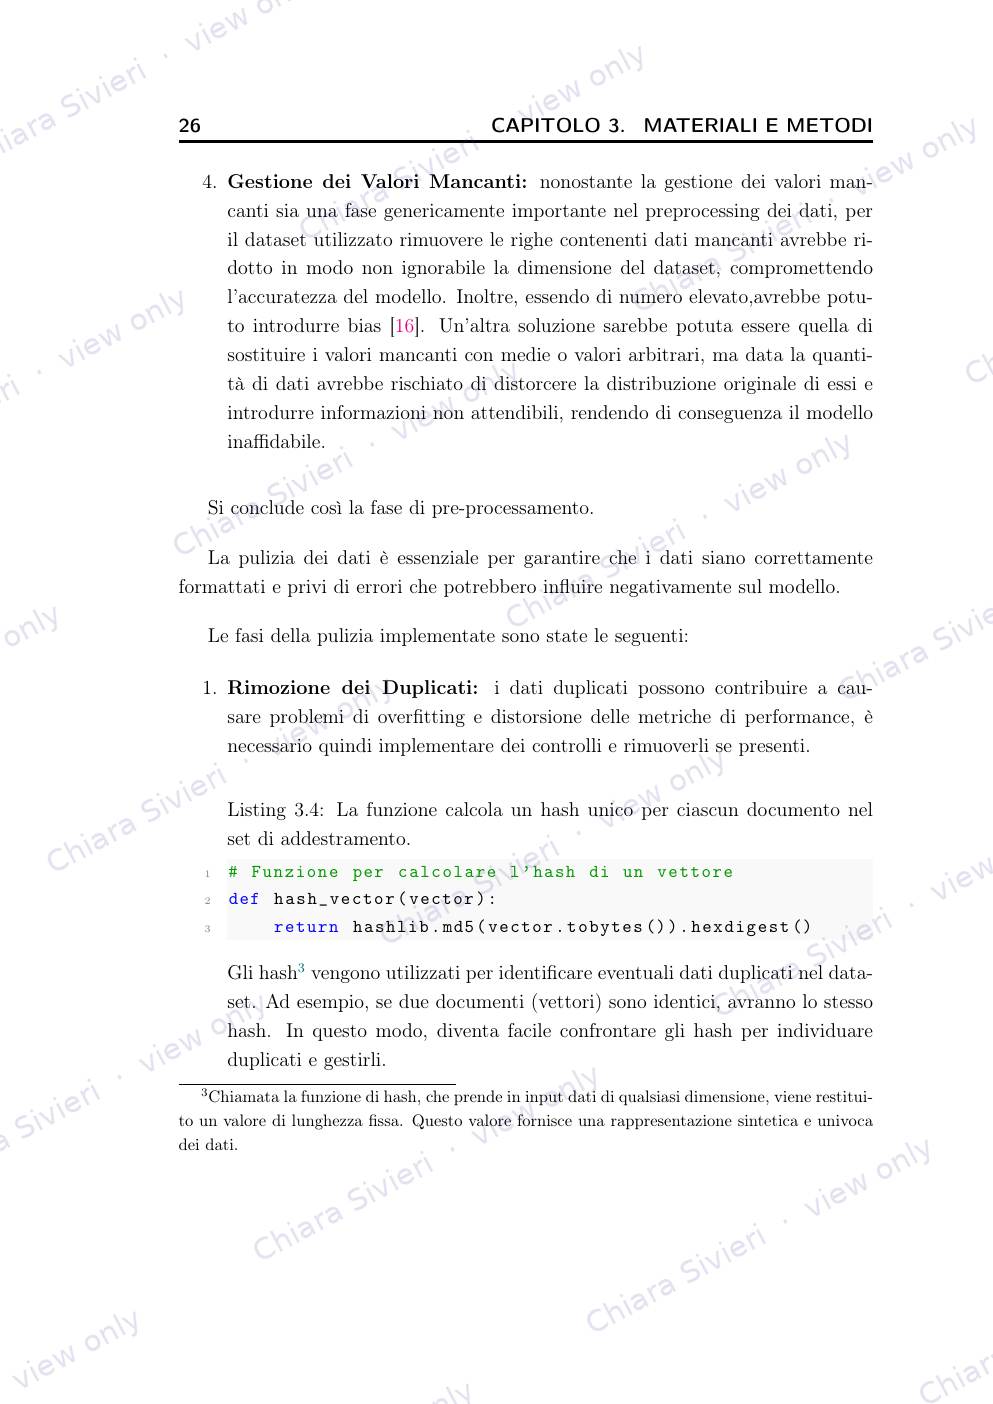 26 CAPITOLO 3. MATERIALI E METODI
4. Gestione dei Valori Mancanti: nonostante la gestione dei valori man-
canti sia una fase genericamente importante nel preprocessing dei dati, per
il dataset utilizzato rimuovere le righe contenenti dati mancanti avrebbe ri-
dotto in modo non ignorabile la dimensione del dataset, compromettendo
l'accuratezza del modello. Inoltre, essendo di numero elevato,avrebbe potu-
to introdurre bias [16]. Un'altra soluzione sarebbe potuta essere quella di
sostituire i valori mancanti con medie o valori arbitrari, ma data la quanti-
tà di dati avrebbe rischiato di distorcere la distribuzione originale di essi e
introdurre informazioni non attendibili, rendendo di conseguenza il modello
inaffidabile.
Si conclude così la fase di pre-processamento.
La pulizia dei dati è essenziale per garantire che i dati siano correttamente
formattati e privi di errori che potrebbero influire negativamente sul modello.
Le fasi della pulizia implementate sono state le seguenti:
1. Rimozione dei Duplicati: i dati duplicati possono contribuire a cau-
sare problemi di overfitting e distorsione delle metriche di performance, è
necessario quindi implementare dei controlli e rimuoverli se presenti.
Listing 3.4: La funzione calcola un hash unico per ciascun documento nel
set di addestramento.
1 # Funzione per calcolare l'hash di un vettore
2 def hash_vector(vector):
3 return hashlib.md5(vector.tobytes()).hexdigest()
Gli hash3 vengono utilizzati per identificare eventuali dati duplicati nel data-
set. Ad esempio, se due documenti (vettori) sono identici, avranno lo stesso
hash. In questo modo, diventa facile confrontare gli hash per individuare
duplicati e gestirli.
3Chiamata la funzione di hash, che prende in input dati di qualsiasi dimensione, viene restitui-
to un valore di lunghezza fissa. Questo valore fornisce una rappresentazione sintetica e univoca
dei dati.
Chiara Sivieri · view only